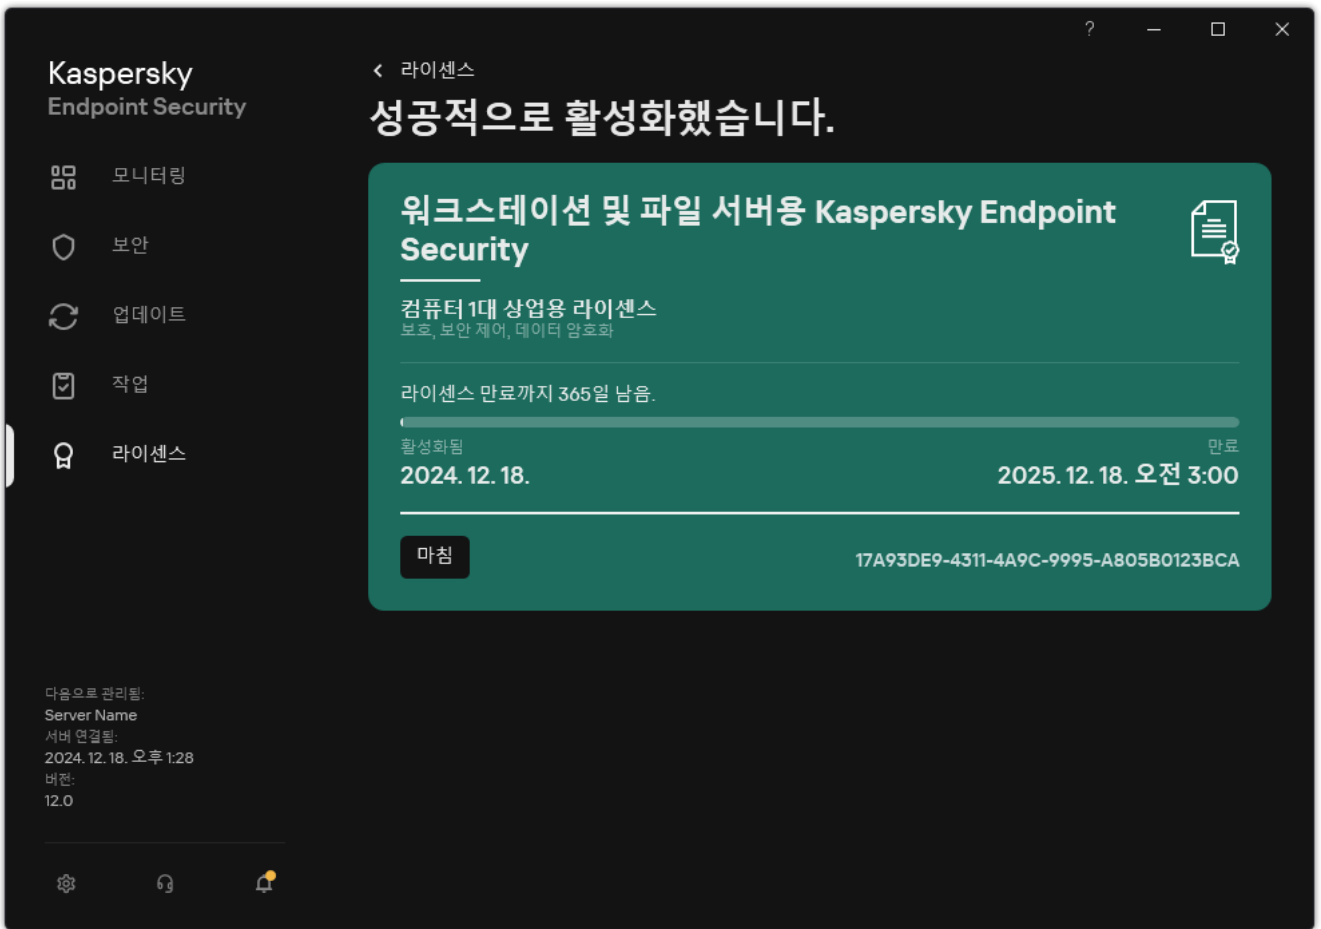 ?
Kaspersky
Endpoint Security
모니터링
보안
업데이트
작업
라이센스
다음으로 관리됨:
Server Name
서버 연결됨:
2024. 12. 18. 오후 1:28
버전:
12.0
라이센스
성공적으로 활성화했습니다.
워크스테이션 및 파일 서버용 Kaspersky Endpoint
Security
컴퓨터 1대 상업용 라이센스
보호, 보안 제어, 데이터 암호화
라이센스 만료까지 365일 남음.
활성화됨
만료
2024. 12. 18.
2025. 12. 18. 오전 3:00
마침
17A93DE9-4311-4A9C-9995-A805B0123BCA